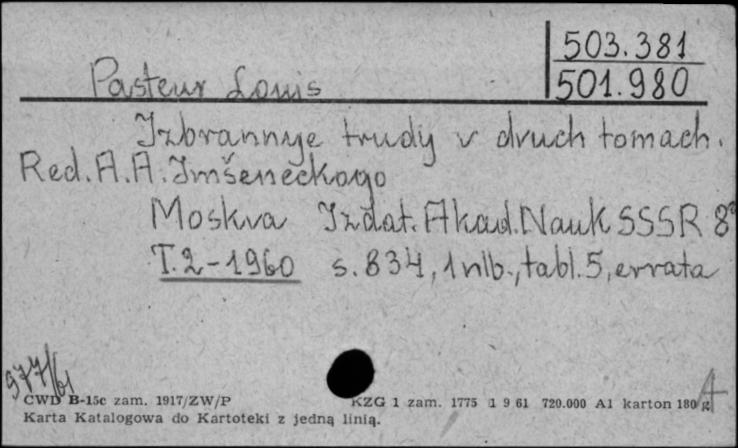 503.381
501.980
Pasteur Louis
Izbrannye trudy v dvuch tomach.
Red. A. A. Imšeneckogo
Moskva Izdat. Akad. Nauk SSSR 8°
T. 2 - 1960 s. 834, 1 nlb., tabl. 5, errata
977/61
CWD B-15c zam. 1917/ZW/P KZG 1 zam. 1775 1 9 61 720.000 A1 karton 180 g
Karta Katalogowa do Kartoteki z jedną linią.